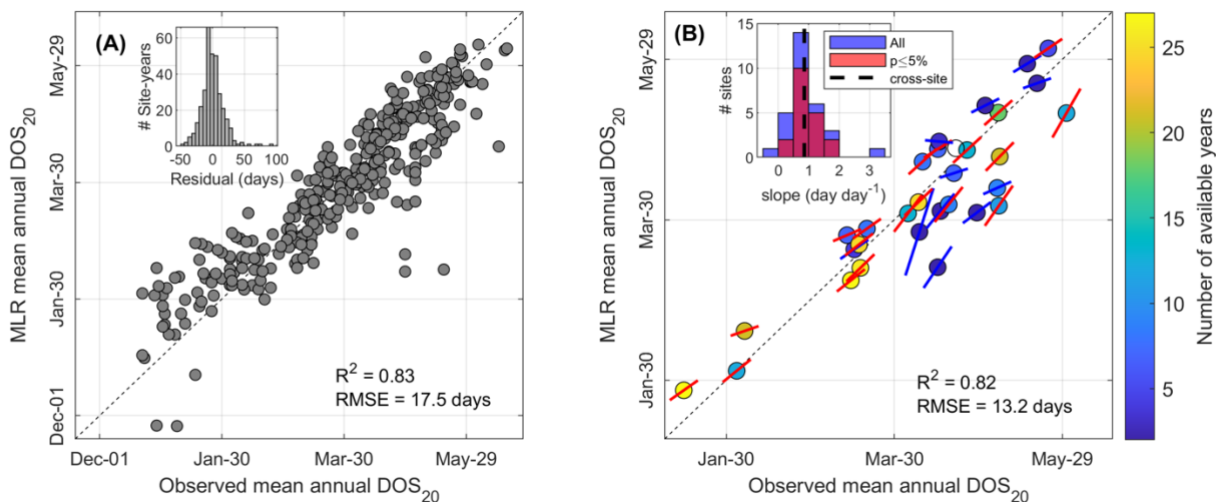 (A)
MLR mean annual DOS20
May-29
Mar-30
Jan-30
Dec-01
# Site-years
60
40
20
0
-50
0
50
100
Residual (days)
R2 = 0.83
RMSE = 17.5 days
Dec-01
Jan-30
Mar-30
May-29
Observed mean annual DOS20
(B)
MLR mean annual DOS20
May-29
Mar-30
Jan-30
# sites
15
10
5
0
0
1
2
3
slope (day day-1)
All
p≤5%
cross-site
R2 = 0.82
RMSE = 13.2 days
Jan-30
Mar-30
May-29
Observed mean annual DOS20
25
20
15
10
5
Number of available years